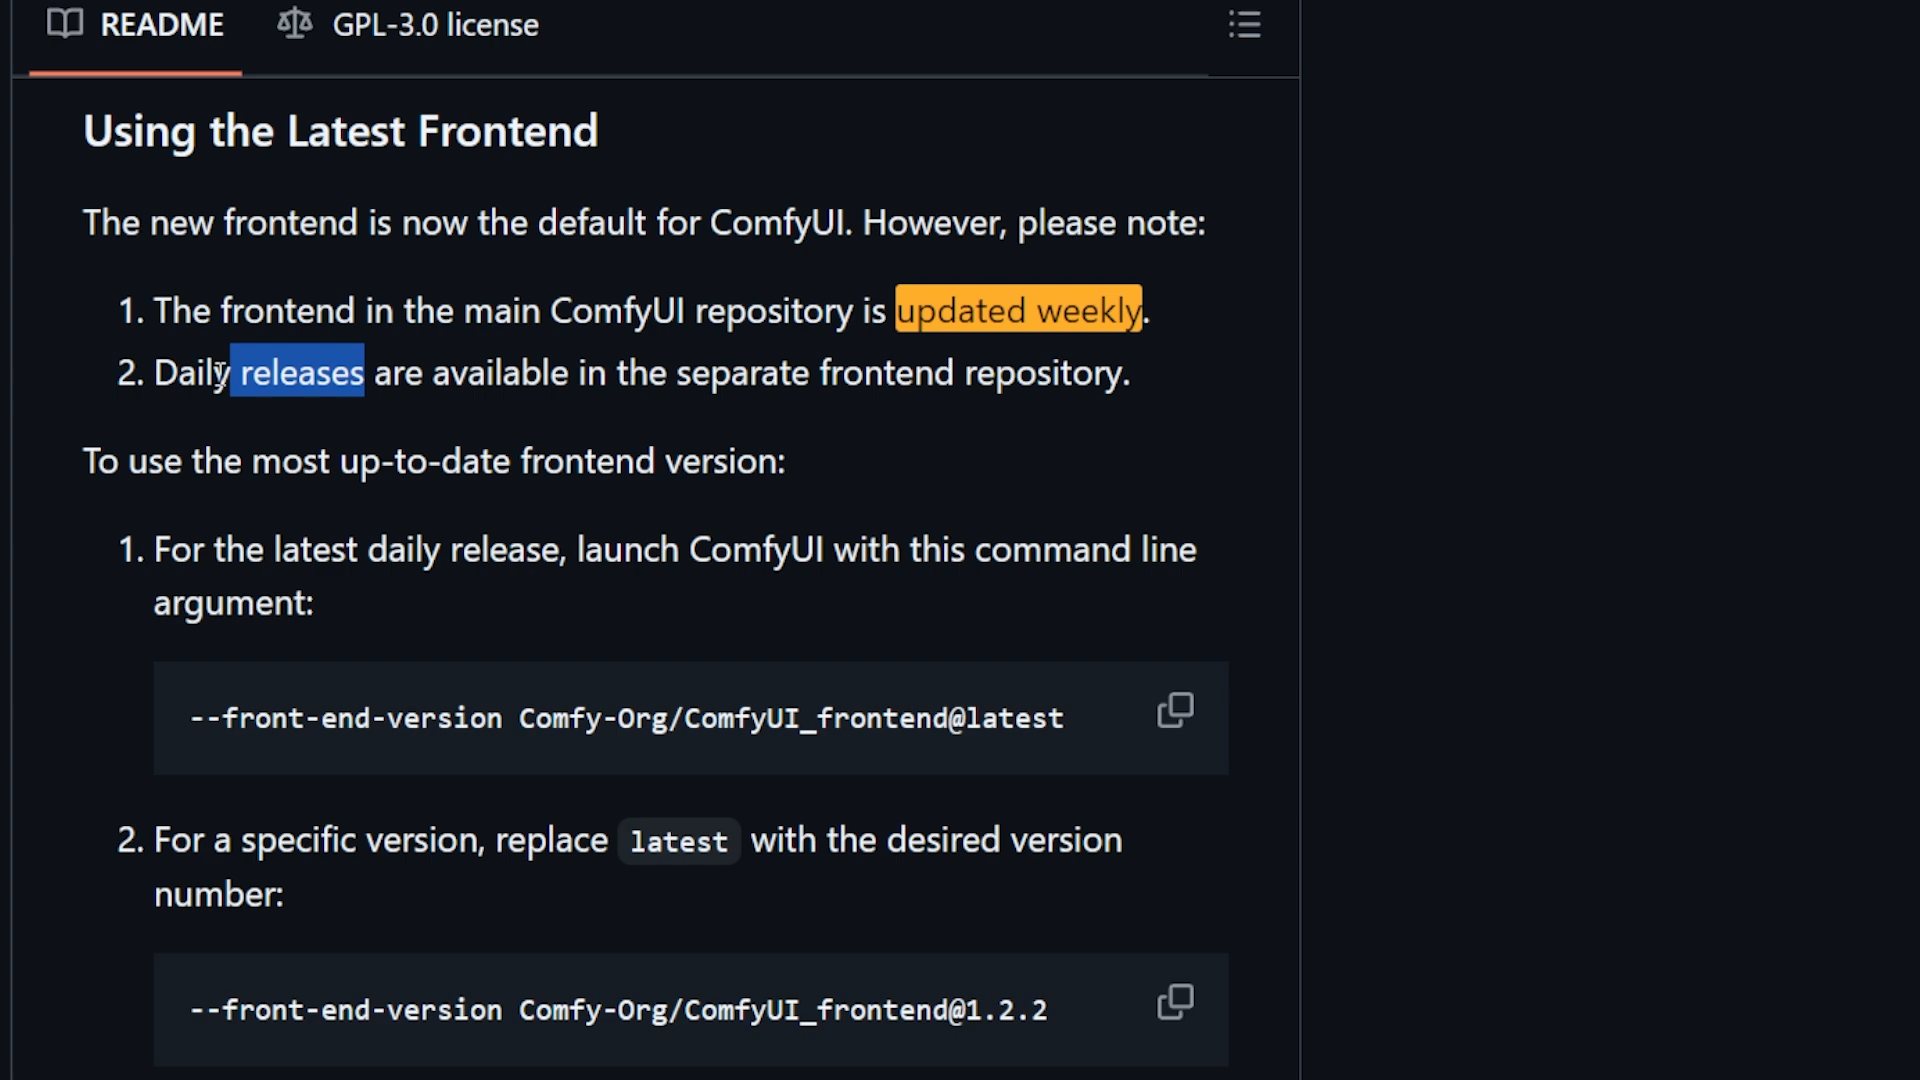 README GPL-3.0 license
Using the Latest Frontend
The new frontend is now the default for ComfyUI. However, please note:
1. The frontend in the main ComfyUI repository is updated weekly.
2. Daily releases are available in the separate frontend repository.
To use the most up-to-date frontend version:
1. For the latest daily release, launch ComfyUI with this command line
argument:
--front-end-version Comfy-Org/ComfyUI_frontend@latest
2. For a specific version, replace latest with the desired version
number:
--front-end-version Comfy-Org/ComfyUI_frontend@1.2.2